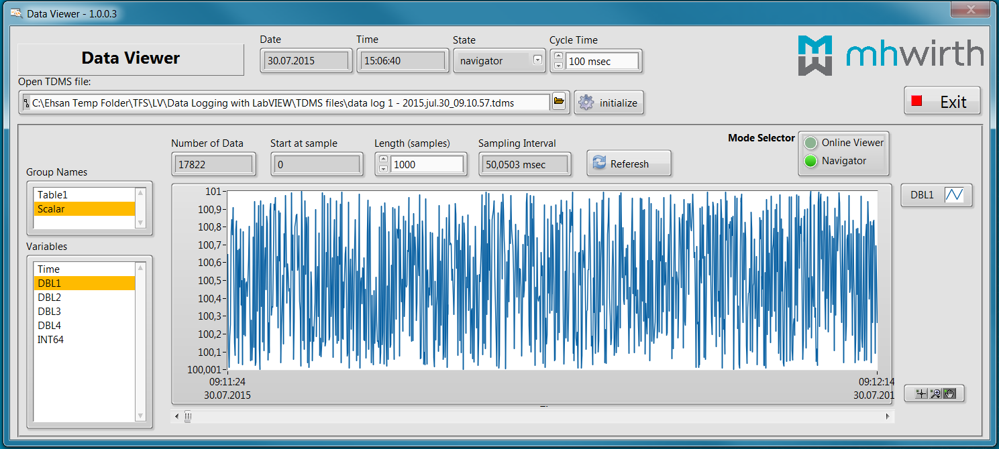 Data Viewer - 1.0.0.3
Data Viewer
Date
Time
State
Cycle Time
30.07.2015
15:06:40
navigator
100 msec
mhwirth
Open TDMS file:
C:\Ehsan Temp Folder\TFS\LV\Data Logging with LabVIEW\TDMS files\data log 1 - 2015.jul.30_09.10.57.tdms
initialize
Exit
Number of Data
Start at sample
Length (samples)
Sampling Interval
17822
0
1000
50,0503 msec
Referesh
Mode Selector
Online Viewer
Navigator
Group Names
Table1
Scalar
Variables
Time
DBL1
DBL2
DBL3
DBL4
INT64
101
100,9
100,8
100,7
100,6
100,5
100,4
100,3
100,2
100,1
100,001
09:11:24
30.07.2015
09:12:14
30.07.201
DBL1